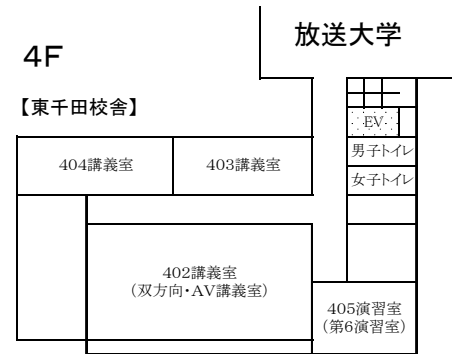 放送大学
4F
【東千田校舎】
EV
男子トイレ
404講義室
403講義室
女子トイレ
402講義室
(双方向・AV講義室)
405演習室
(第6演習室)